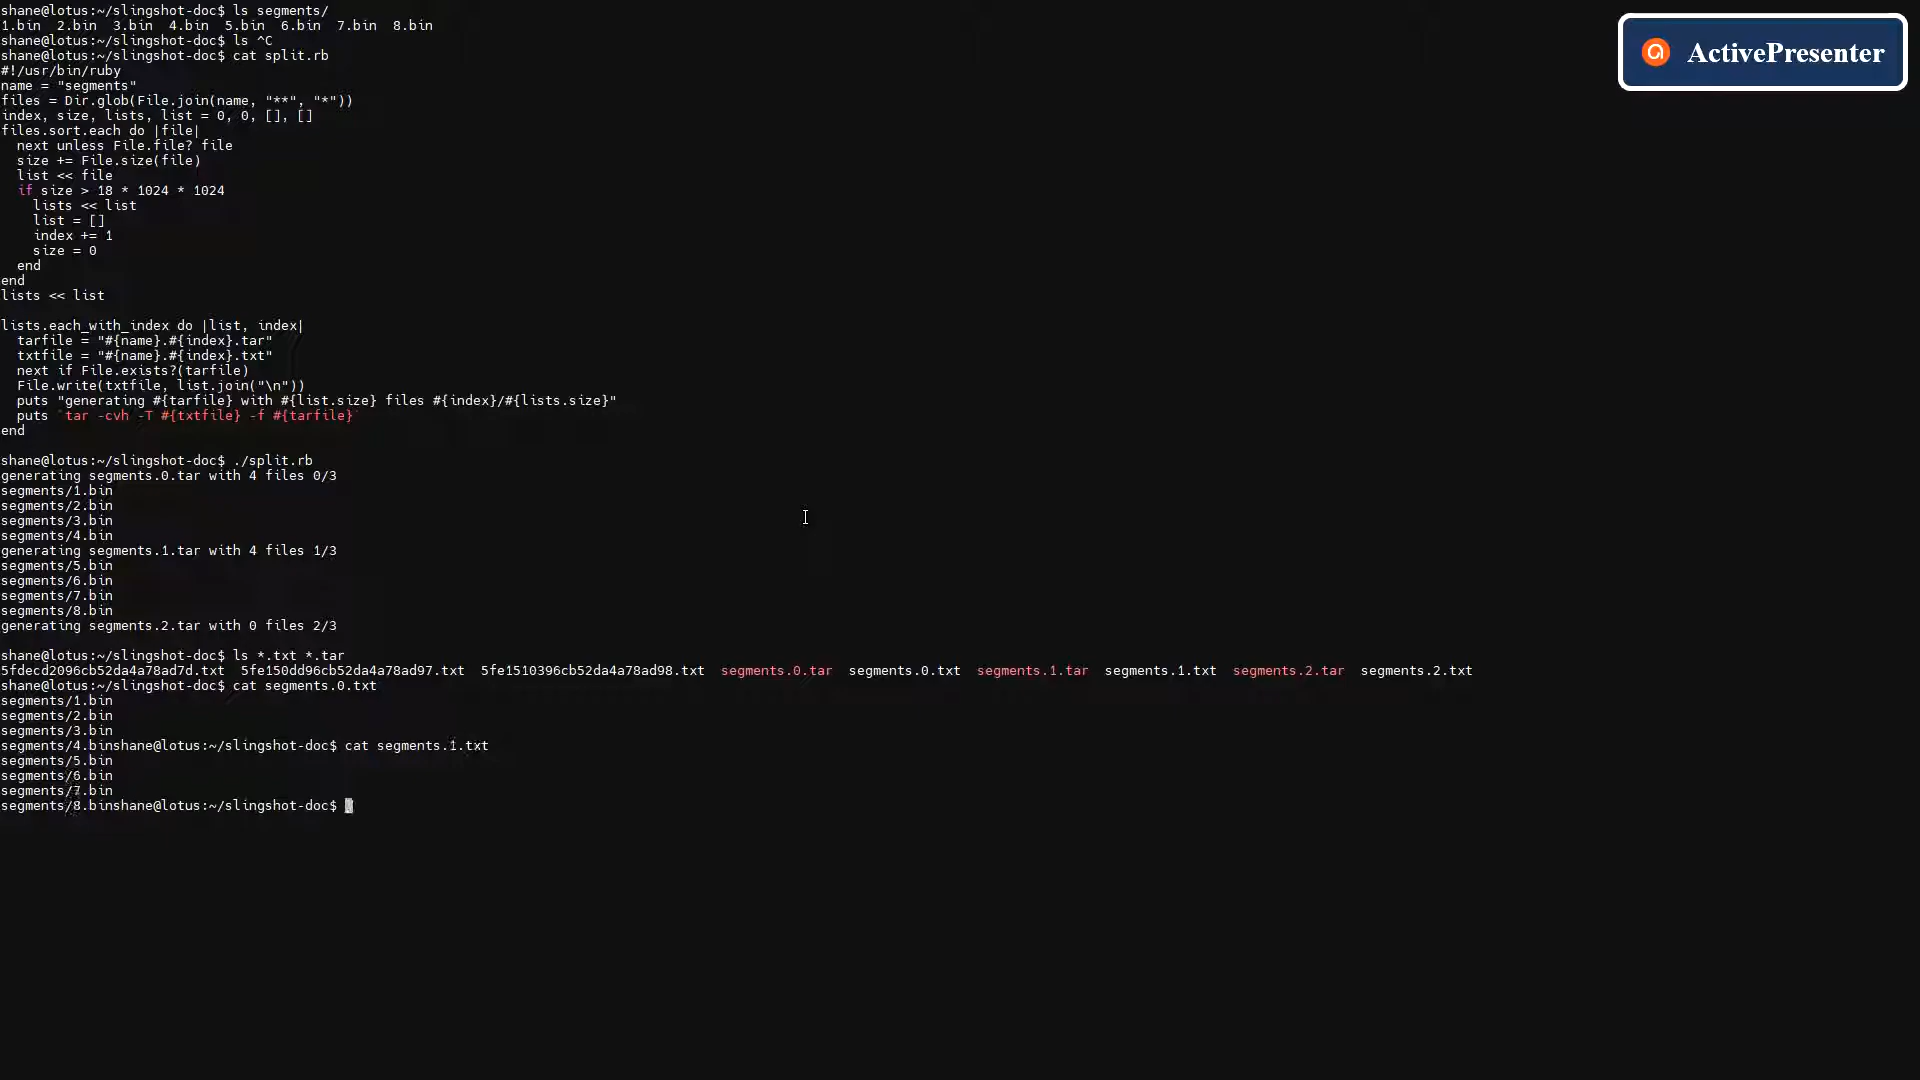 shane@lotus:~/slingshot-doc$ ls segments/
1.bin  2.bin  3.bin  4.bin  5.bin  6.bin  7.bin  8.bin
shane@lotus:~/slingshot-doc$ ls ^C
shane@lotus:~/slingshot-doc$ cat split.rb
#!/usr/bin/ruby
name = "segments"
files = Dir.glob(File.join(name, "**", "*"))
index, size, lists, list = 0, 0, [], []
files.sort.each do |file|
  next unless File.file? file
  size += File.size(file)
  list << file
  if size > 18 * 1024 * 1024
    lists << list
    list = []
    index += 1
    size = 0
  end
end
lists << list

lists.each_with_index do |list, index|
  tarfile = "#{name}.#{index}.tar"
  txtfile = "#{name}.#{index}.txt"
  next if File.exists?(tarfile)
  File.write(txtfile, list.join("\n"))
  puts "generating #{tarfile} with #{list.size} files #{index}/#{lists.size}"
  puts `tar -cvh -T #{txtfile} -f #{tarfile}`
end

shane@lotus:~/slingshot-doc$ ./split.rb
generating segments.0.tar with 4 files 0/3
segments/1.bin
segments/2.bin
segments/3.bin
segments/4.bin
generating segments.1.tar with 4 files 1/3
segments/5.bin
segments/6.bin
segments/7.bin
segments/8.bin
generating segments.2.tar with 0 files 2/3

shane@lotus:~/slingshot-doc$ ls *.txt *.tar
5fdecd2096cb52da4a78ad7d.txt  5fe150dd96cb52da4a78ad97.txt  5fe1510396cb52da4a78ad98.txt  segments.0.tar  segments.0.txt  segments.1.tar  segments.1.txt  segments.2.tar  segments.2.txt
shane@lotus:~/slingshot-doc$ cat segments.0.txt
segments/1.bin
segments/2.bin
segments/3.bin
segments/4.binshane@lotus:~/slingshot-doc$ cat segments.1.txt
segments/5.bin
segments/6.bin
segments/7.bin
segments/8.binshane@lotus:~/slingshot-doc$
ActivePresenter